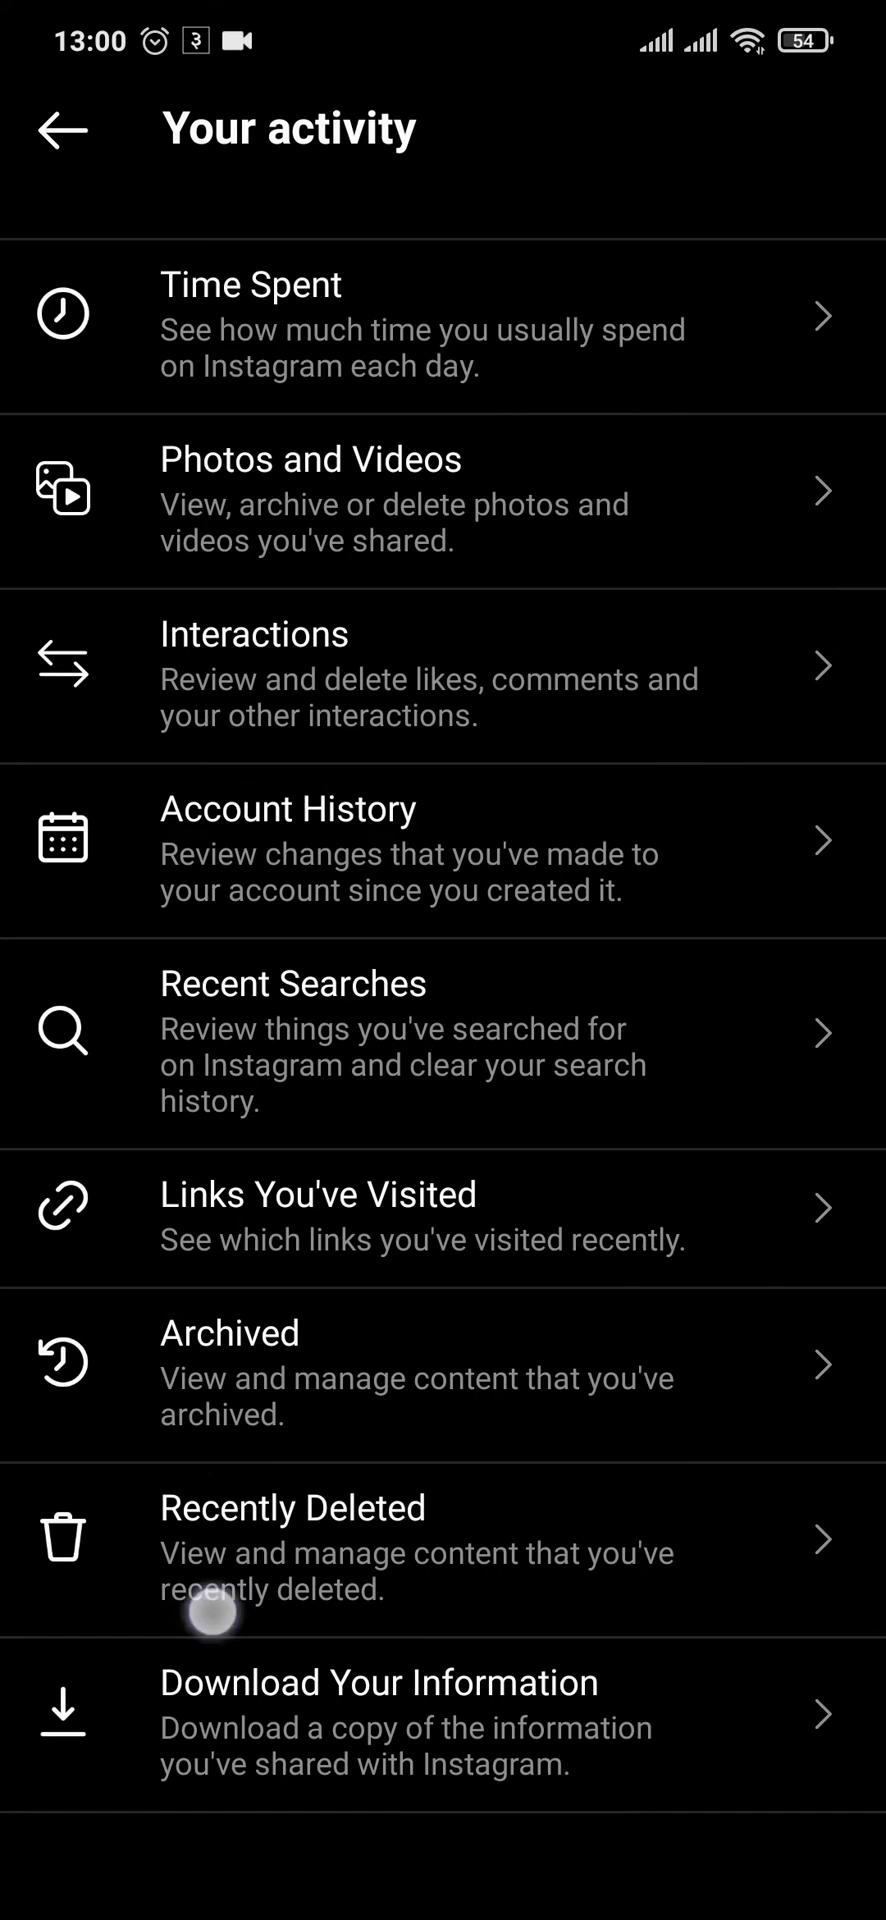 13:00 ३ 54
Your activity
Time Spent
See how much time you usually spend
on Instagram each day.
Photos and Videos
View, archive or delete photos and
videos you've shared.
Interactions
Review and delete likes, comments and
your other interactions.
Account History
Review changes that you've made to
your account since you created it.
Recent Searches
Review things you've searched for
on Instagram and clear your search
history.
Links You've Visited
See which links you've visited recently.
Archived
View and manage content that you've
archived.
Recently Deleted
View and manage content that you've
recently deleted.
Download Your Information
Download a copy of the information
you've shared with Instagram.